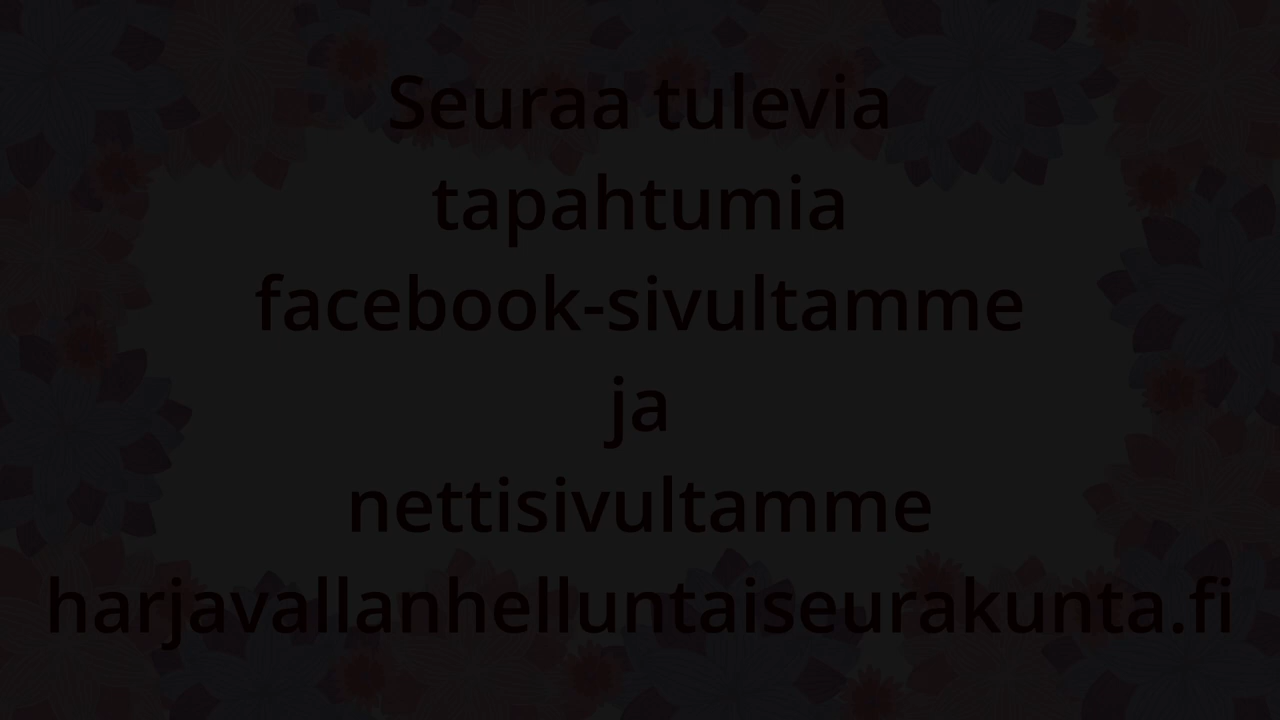 Seuraa tulevia
tapahtumia
facebook-sivultamme
ja
nettisivultamme
harjavallanhelluntaiseurakunta.fi